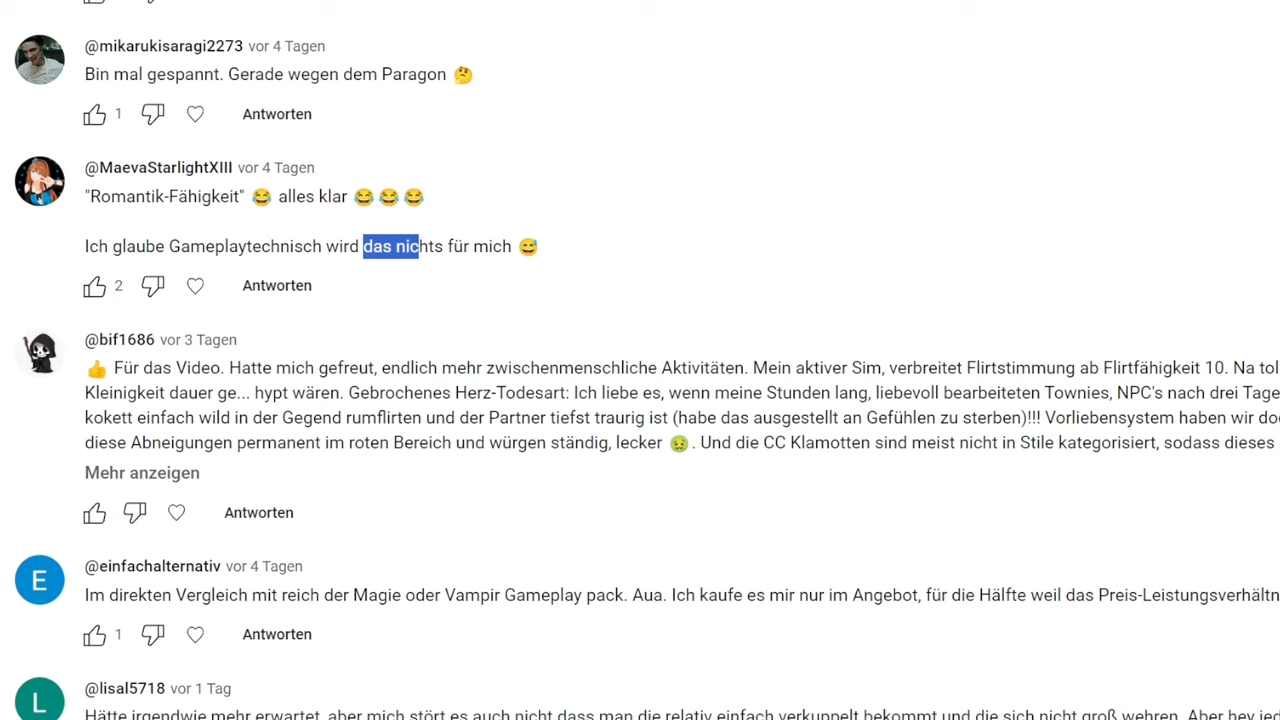 @mikarukisaragi2273 vor 4 Tagen
Bin mal gespannt. Gerade wegen dem Paragon 🤔
1 Antworten
@MaevaStarlightXIII vor 4 Tagen
"Romantik-Fähigkeit" 😂 alles klar 😂😂😂
Ich glaube Gameplaytechnisch wird das nichts für mich 😅
2 Antworten
@bif1686 vor 3 Tagen
👍 Für das Video. Hatte mich gefreut, endlich mehr zwischenmenschliche Aktivitäten. Mein aktiver Sim, verbreitet Flirtstimmung ab Flirtfähigkeit 10. Na tol
Kleinigkeit dauer ge... hypt wären. Gebrochenes Herz-Todesart: Ich liebe es, wenn meine Stunden lang, liebevoll bearbeiteten Townies, NPC's nach drei Tage
kokett einfach wild in der Gegend rumflirten und der Partner tiefst traurig ist (habe das ausgestellt an Gefühlen zu sterben)!!! Vorliebensystem haben wir do
diese Abneigungen permanent im roten Bereich und würgen ständig, lecker 🤢. Und die CC Klamotten sind meist nicht in Stile kategorisiert, sodass dieses
Mehr anzeigen
Antworten
E
@einfachalternativ vor 4 Tagen
Im direkten Vergleich mit reich der Magie oder Vampir Gameplay pack. Aua. Ich kaufe es mir nur im Angebot, für die Hälfte weil das Preis-Leistungsverhältn
1 Antworten
L
@lisal5718 vor 1 Tag
Hätte irgendwie mehr erwartet, aber mich stört es auch nicht dass man die relativ einfach verkuppelt bekommt und die sich nicht groß wehren. Aber hey jed